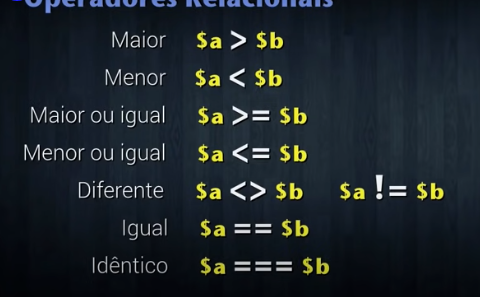 Operadores Relacionais
Maior $a > $b
Menor $a < $b
Maior ou igual $a >= $b
Menor ou igual $a <= $b
Diferente $a <> $b $a != $b
Igual $a == $b
Idêntico $a === $b